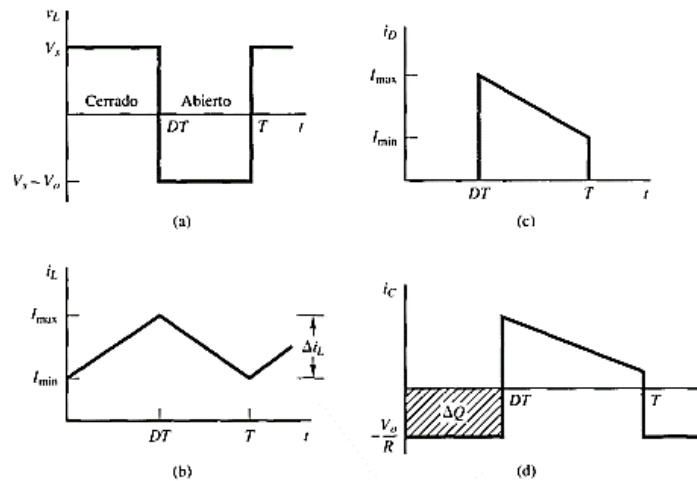 v_L
V_s
Cerrado
Abierto
DT
T
t
V_s – V_o
(a)
i_D
I_max
I_min
DT
T
t
(c)
i_L
I_max
Δi_L
I_min
DT
T
t
(b)
i_C
ΔQ
DT
T
-V_o/R
(d)